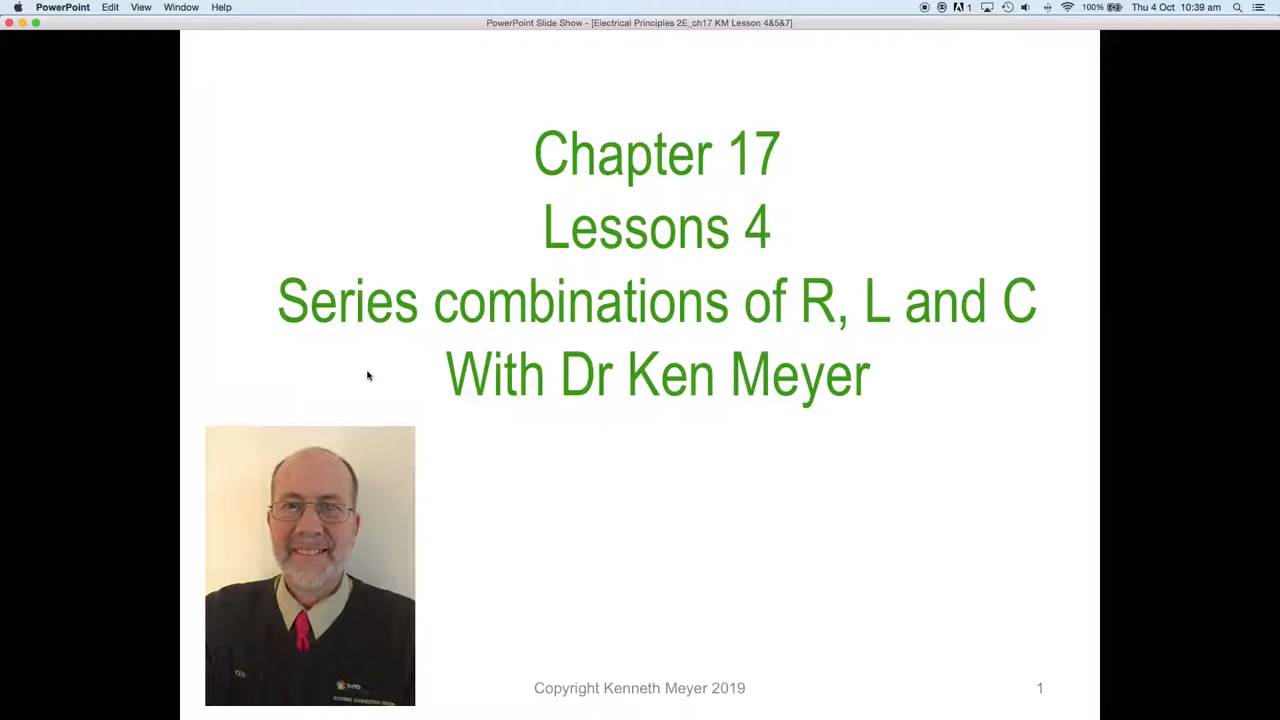 PowerPoint Edit View Window Help
1 100% Thu 4 Oct 10:39 am
PowerPoint Slide Show - [Electrical Principles 2E_ch17 KM Lesson 4&5&7]
Chapter 17
Lessons 4
Series combinations of R, L and C
With Dr Ken Meyer
Copyright Kenneth Meyer 2019
1